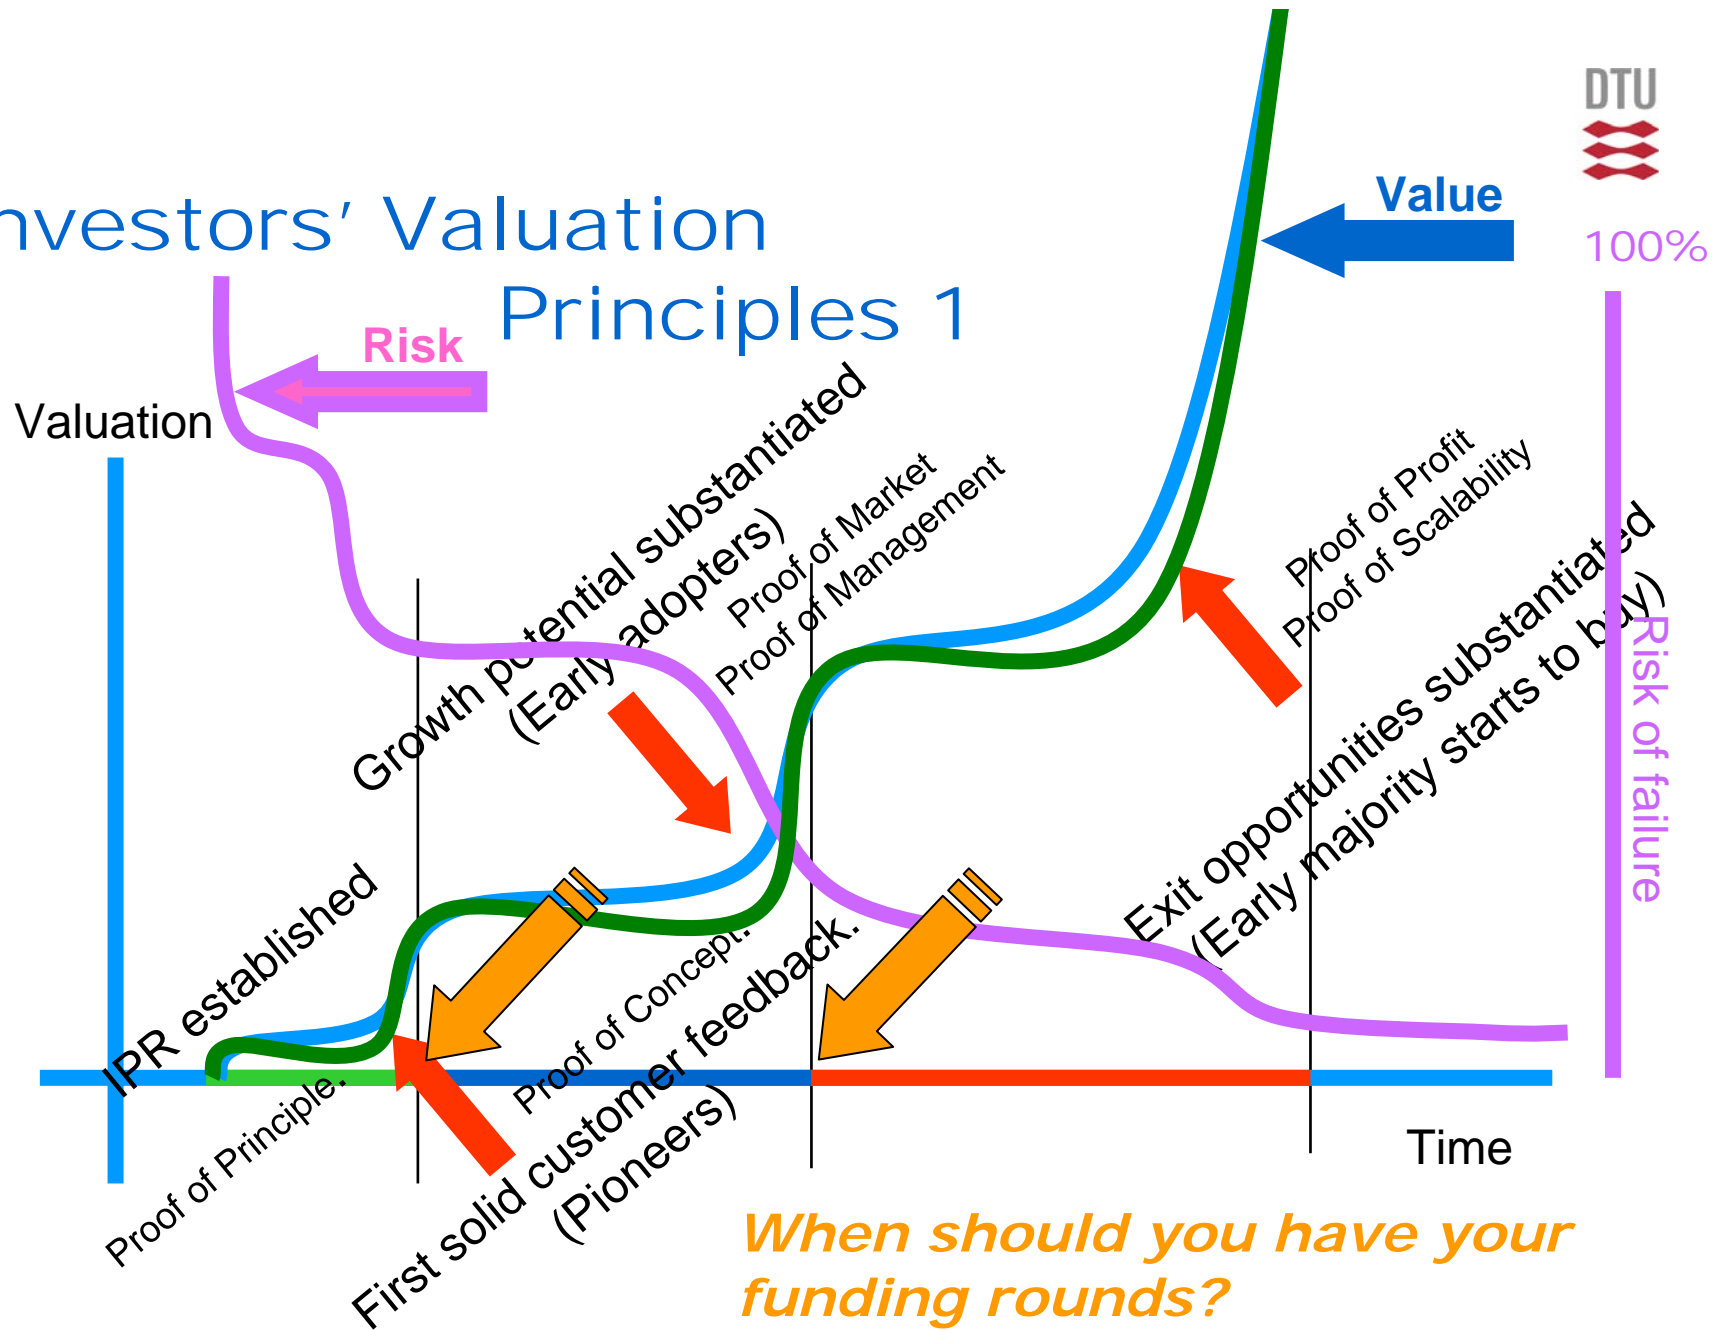 DTU
nvestors' Valuation
Principles 1
Value
100%
Risk
Valuation
Growth potential substantiated
(Early adopters)
Proof of Market
Proof of Management
Proof of Profit
Proof of Scalability
Exit opportunities substantiated
(Early majority starts to buy)
Risk of failure
IPR established
Proof of Principle.
Proof of Concept.
First solid customer feedback.
(Pioneers)
Time
When should you have your
funding rounds?